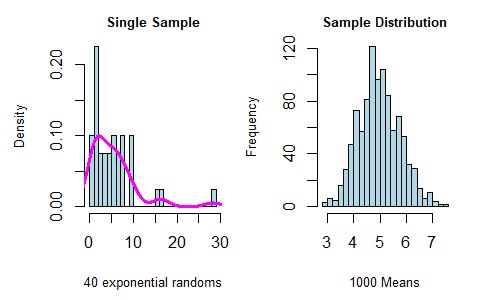 Single Sample
Density
0.00
0.10
0.20
0
10
20
30
40 exponential randoms
Sample Distribution
Frequency
0
40
80
120
3
4
5
6
7
1000 Means